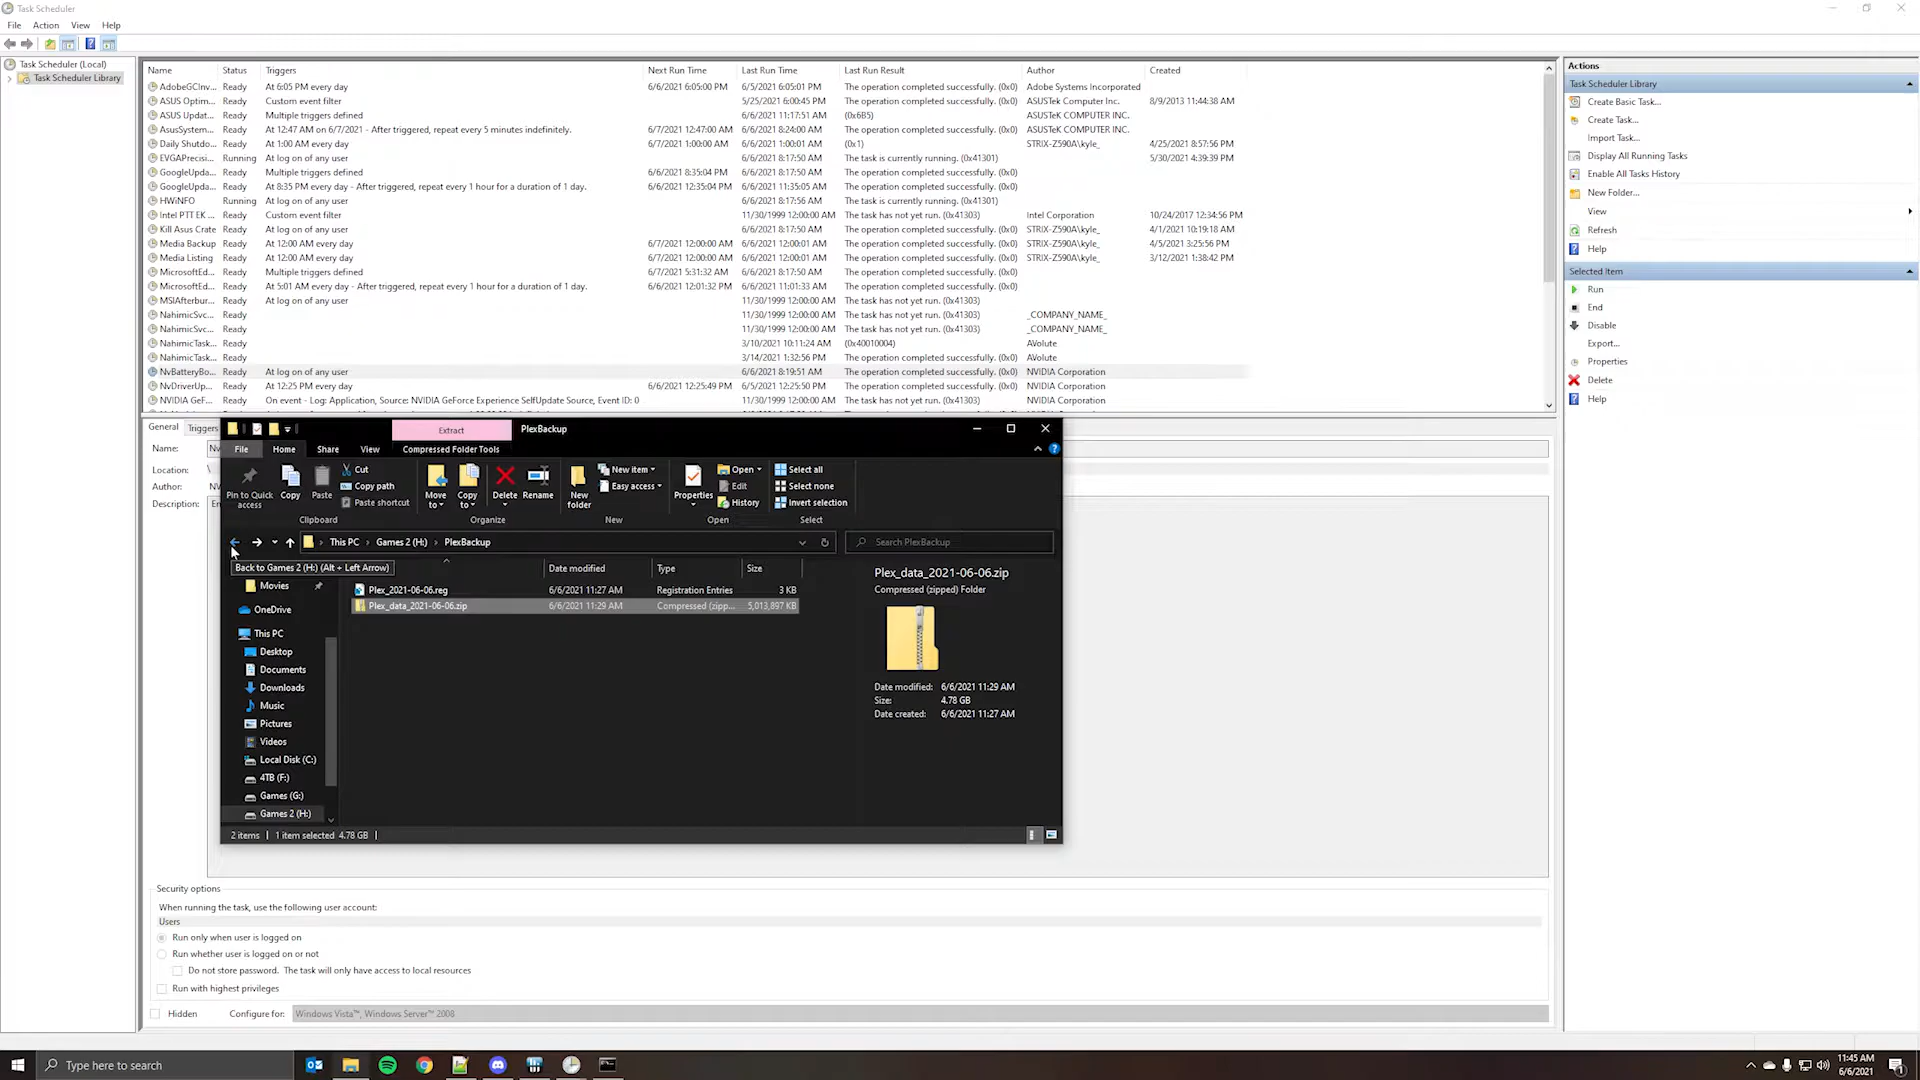 Task Scheduler
File Action View Help
Task Scheduler (Local)
Task Scheduler Library
Name Status Triggers Next Run Time Last Run Time Last Run Result Author Created
AdobeGCInv... Ready At 6:05 PM every day 6/6/2021 6:05:00 PM 6/5/2021 6:05:01 PM The operation completed successfully. (0x0) Adobe Systems Incorporated
ASUS Optim... Ready Custom event filter 5/25/2021 6:00:45 PM The operation completed successfully. (0x0) ASUSTek Computer Inc. 8/9/2013 11:44:38 AM
ASUS Updat... Ready Multiple triggers defined 6/6/2021 11:17:51 AM (0x6B5) ASUSTeK COMPUTER INC.
AsusSystem... Ready At 12:47 AM on 6/7/2021 - After triggered, repeat every 5 minutes indefinitely. 6/7/2021 12:47:00 AM 6/6/2021 8:24:00 AM The operation completed successfully. (0x0) ASUSTeK COMPUTER INC.
Daily Shutdo... Ready At 1:00 AM every day 6/7/2021 1:00:00 AM 6/6/2021 1:00:01 AM (0x1) STRIX-Z590A\kyle_ 4/25/2021 8:57:56 PM
EVGAPrecisi... Running At log on of any user 6/6/2021 8:17:50 AM The task is currently running. (0x41301) 5/30/2021 4:39:39 PM
GoogleUpda... Ready Multiple triggers defined 6/6/2021 8:35:04 PM 6/6/2021 8:17:50 AM The operation completed successfully. (0x0)
GoogleUpda... Ready At 8:35 PM every day - After triggered, repeat every 1 hour for a duration of 1 day. 6/6/2021 12:35:04 PM 6/6/2021 11:35:05 AM The operation completed successfully. (0x0)
HWiNFO Running At log on of any user 6/6/2021 8:17:56 AM The task is currently running. (0x41301)
Intel PTT EK ... Ready Custom event filter 11/30/1999 12:00:00 AM The task has not yet run. (0x41303) Intel Corporation 10/24/2017 12:34:56 PM
Kill Asus Crate Ready At log on of any user 6/6/2021 8:17:50 AM The operation completed successfully. (0x0) STRIX-Z590A\kyle_ 4/1/2021 10:19:18 AM
Media Backup Ready At 12:00 AM every day 6/7/2021 12:00:00 AM 6/6/2021 12:00:01 AM The operation completed successfully. (0x0) STRIX-Z590A\kyle_ 4/5/2021 3:25:56 PM
Media Listing Ready At 12:00 AM every day 6/7/2021 12:00:00 AM 6/6/2021 12:00:01 AM The operation completed successfully. (0x0) STRIX-Z590A\kyle_ 3/12/2021 1:38:42 PM
MicrosoftEd... Ready Multiple triggers defined 6/7/2021 5:31:32 AM 6/6/2021 8:17:50 AM The operation completed successfully. (0x0)
MicrosoftEd... Ready At 5:01 AM every day - After triggered, repeat every 1 hour for a duration of 1 day. 6/6/2021 12:01:32 PM 6/6/2021 11:01:33 AM The operation completed successfully. (0x0)
MSIAfterbur... Ready At log on of any user 11/30/1999 12:00:00 AM The task has not yet run. (0x41303)
NahimicSvc... Ready 11/30/1999 12:00:00 AM The task has not yet run. (0x41303) _COMPANY_NAME_
NahimicSvc... Ready 11/30/1999 12:00:00 AM The task has not yet run. (0x41303) _COMPANY_NAME_
NahimicTask... Ready 3/10/2021 10:11:24 AM (0x40010004) AVolute
NahimicTask... Ready 3/14/2021 1:32:56 PM The operation completed successfully. (0x0) AVolute
NvBatteryBo... Ready At log on of any user 6/6/2021 8:19:51 AM The operation completed successfully. (0x0) NVIDIA Corporation
NvDriverUp... Ready At 12:25 PM every day 6/6/2021 12:25:49 PM 6/5/2021 12:25:50 PM The operation completed successfully. (0x0) NVIDIA Corporation
NVIDIA GeF... Ready On event - Log: Application, Source: NVIDIA GeForce Experience SelfUpdate Source, Event ID: 0 11/30/1999 12:00:00 AM The task has not yet run. (0x41303) NVIDIA Corporation
Actions
Task Scheduler Library
Create Basic Task...
Create Task...
Import Task...
Display All Running Tasks
Enable All Tasks History
New Folder...
View
Refresh
Help
Selected Item
Run
End
Disable
Export...
Properties
Delete
Help
General Triggers
Name: Nv
Location: \
Author: NV
Description: En
Extract PlexBackup
File Home Share View Compressed Folder Tools
Pin to Quick access
Copy
Paste
Cut
Copy path
Paste shortcut
Clipboard
Move to
Copy to
Delete
Rename
Organize
New folder
New item
Easy access
New
Properties
Open
Edit
History
Open
Select all
Select none
Invert selection
Select
This PC Games 2 (H:) PlexBackup
Search PlexBackup
Back to Games 2 (H:) (Alt + Left Arrow)
Date modified Type Size
Plex_2021-06-06.reg 6/6/2021 11:27 AM Registration Entries 3 KB
Plex_data_2021-06-06.zip 6/6/2021 11:29 AM Compressed (zipp... 5,013,897 KB
Movies
OneDrive
This PC
Desktop
Documents
Downloads
Music
Pictures
Videos
Local Disk (C:)
4TB (F:)
Games (G:)
Games 2 (H:)
Plex_data_2021-06-06.zip
Compressed (zipped) Folder
Date modified: 6/6/2021 11:29 AM
Size: 4.78 GB
Date created: 6/6/2021 11:27 AM
2 items 1 item selected 4.78 GB
Security options
When running the task, use the following user account:
Users
Run only when user is logged on
Run whether user is logged on or not
Do not store password. The task will only have access to local resources
Run with highest privileges
Hidden Configure for: Windows Vista™, Windows Server™ 2008
Type here to search
11:45 AM
6/6/2021